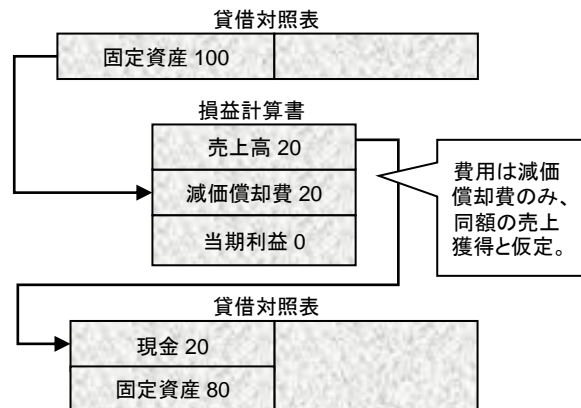 貸借対照表
固定資産 100
損益計算書
売上高 20
減価償却費 20
当期利益 0
費用は減価
償却費のみ、
同額の売上
獲得と仮定。
貸借対照表
現金 20
固定資産 80